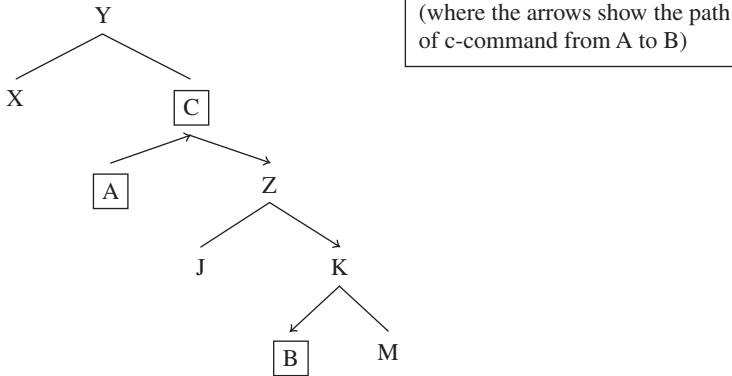 (where the arrows show the path
of c-command from A to B)
Y
X
C
A
Z
J
K
B
M